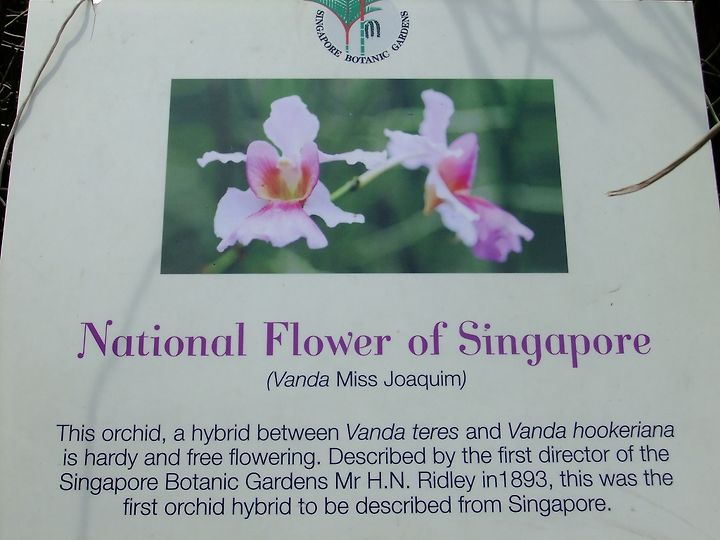 SINGAPORE BOTANIC GARDENS
National Flower of Singapore
(Vanda Miss Joaquim)
This orchid, a hybrid between Vanda teres and Vanda hookeriana
is hardy and free flowering. Described by the first director of the
Singapore Botanic Gardens Mr H.N. Ridley in1893, this was the
first orchid hybrid to be described from Singapore.